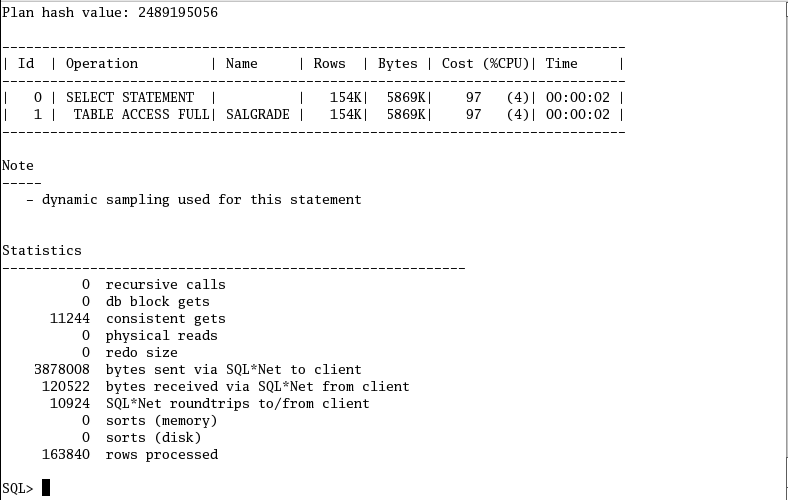 Plan hash value: 2489195056
--------------------------------------------------------------------------------
| Id  | Operation         | Name     | Rows  | Bytes | Cost (%CPU)| Time     |
--------------------------------------------------------------------------------
|   0 | SELECT STATEMENT  |          |   154K|  5869K|    97   (4)| 00:00:02 |
|   1 |  TABLE ACCESS FULL| SALGRADE |   154K|  5869K|    97   (4)| 00:00:02 |
--------------------------------------------------------------------------------
Note
-----
   - dynamic sampling used for this statement
Statistics
----------------------------------------------------------
          0  recursive calls
          0  db block gets
      11244  consistent gets
          0  physical reads
          0  redo size
    3878008  bytes sent via SQL*Net to client
     120522  bytes received via SQL*Net from client
      10924  SQL*Net roundtrips to/from client
          0  sorts (memory)
          0  sorts (disk)
     163840  rows processed
SQL>